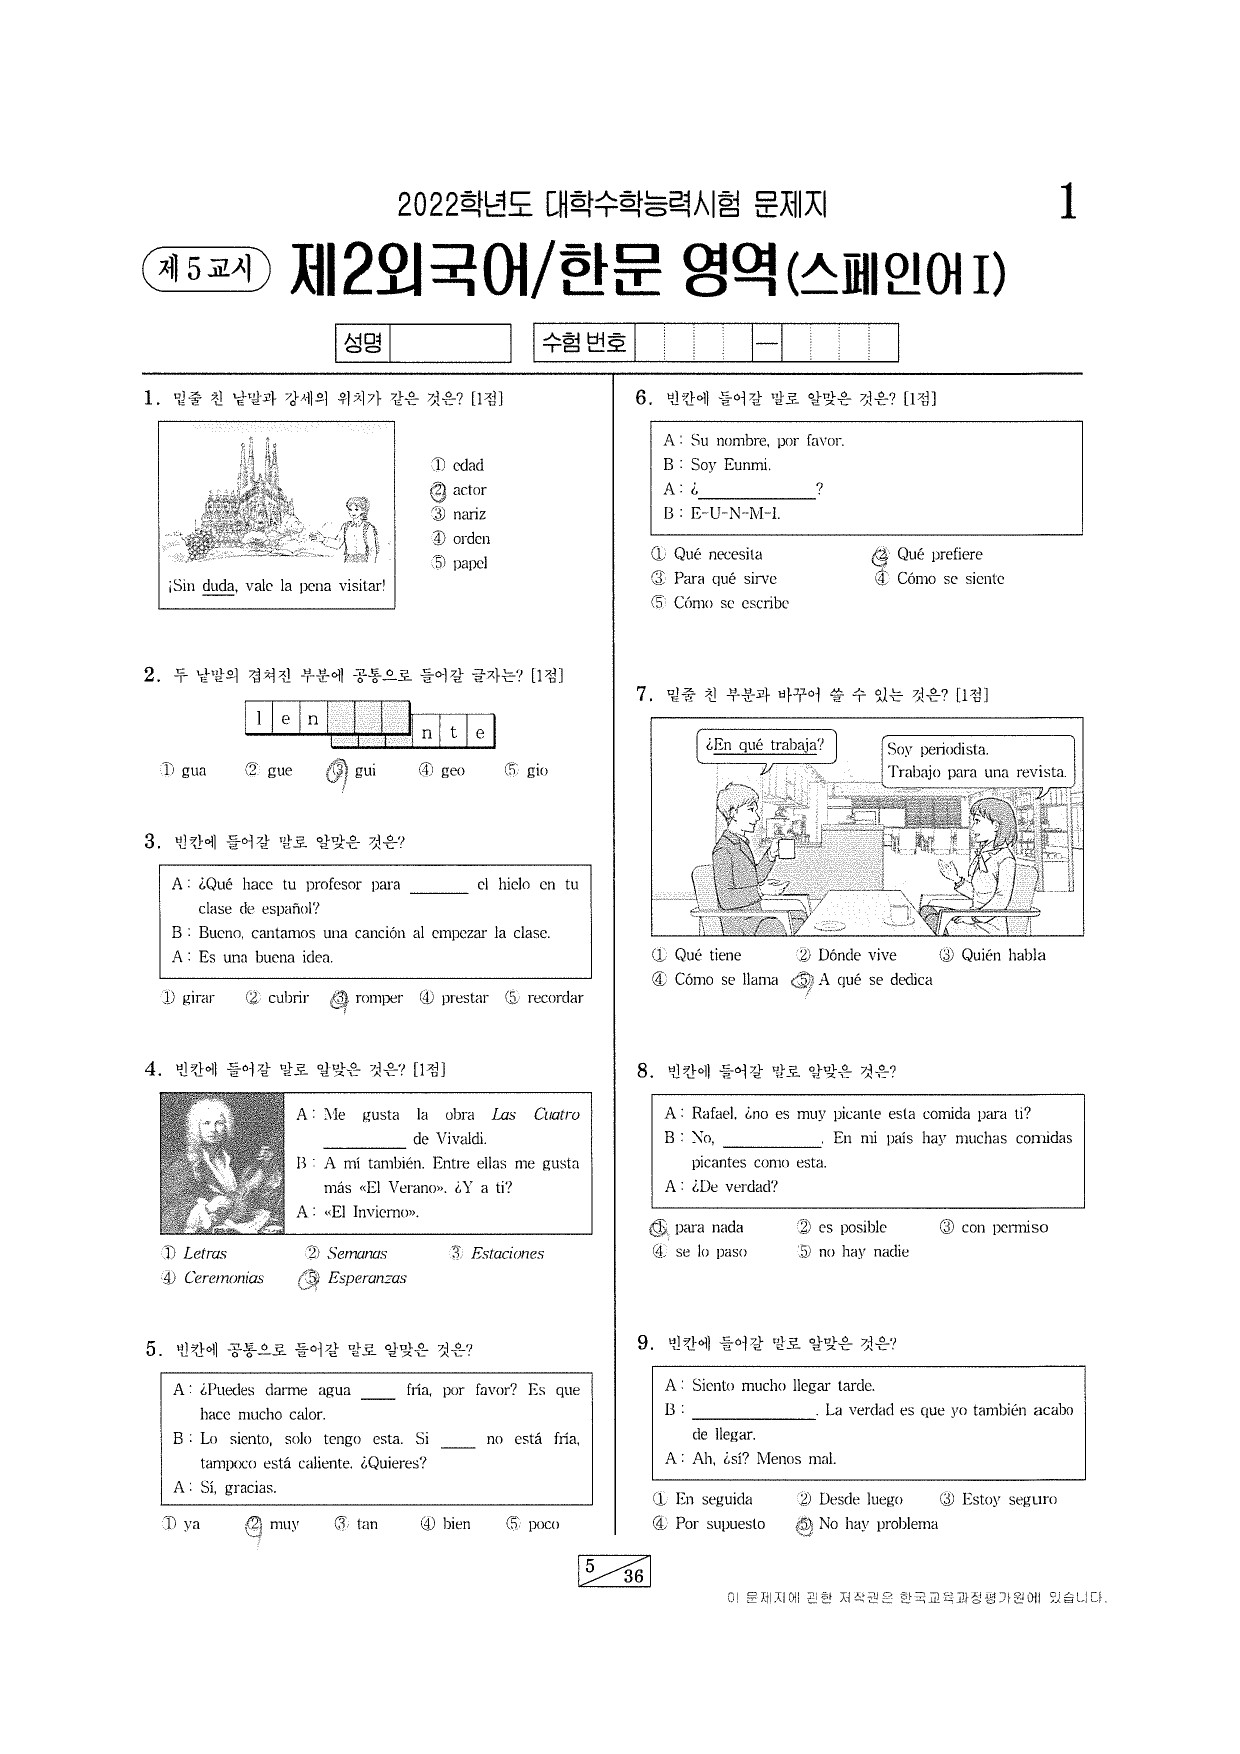 2022학년도 대학수학능력시험 문제지
1
제 5 교시
제2외국어/한문 영역(스페인어Ⅰ)
성명
수험 번호
—
1. 밑줄 친 낱말과 강세의 위치가 같은 것은? [1점]
¡Sin duda, vale la pena visitar!
① edad
② actor
③ nariz
④ orden
⑤ papel
2. 두 낱말의 겹쳐진 부분에 공통으로 들어갈 글자는? [1점]
l e n
n t e
① gua ② gue ③ gui ④ geo ⑤ gio
3. 빈칸에 들어갈 말로 알맞은 것은?
A : ¿Qué hace tu profesor para ______ el hielo en tu
clase de español?
B : Bueno, cantamos una canción al empezar la clase.
A : Es una buena idea.
① girar ② cubrir ③ romper ④ prestar ⑤ recordar
4. 빈칸에 들어갈 말로 알맞은 것은? [1점]
A : Me gusta la obra Las Cuatro
______ de Vivaldi.
B : A mí también. Entre ellas me gusta
más «El Verano». ¿Y a ti?
A : «El Invierno».
① Letras ② Semanas ③ Estaciones
④ Ceremonias ⑤ Esperanzas
5. 빈칸에 공통으로 들어갈 말로 알맞은 것은?
A : ¿Puedes darme agua ____ fría, por favor? Es que
hace mucho calor.
B : Lo siento, solo tengo esta. Si ____ no está fría,
tampoco está caliente. ¿Quieres?
A : Sí, gracias.
① ya ② muy ③ tan ④ bien ⑤ poco
6. 빈칸에 들어갈 말로 알맞은 것은? [1점]
A : Su nombre, por favor.
B : Soy Eunmi.
A : ¿______________?
B : E-U-N-M-I.
① Qué necesita ② Qué prefiere
③ Para qué sirve ④ Cómo se siente
⑤ Cómo se escribe
7. 밑줄 친 부분과 바꾸어 쓸 수 있는 것은? [1점]
¿En qué trabaja?
Soy periodista.
Trabajo para una revista.
① Qué tiene ② Dónde vive ③ Quién habla
④ Cómo se llama ⑤ A qué se dedica
8. 빈칸에 들어갈 말로 알맞은 것은?
A : Rafael, ¿no es muy picante esta comida para ti?
B : No, ____________. En mi país hay muchas comidas
picantes como esta.
A : ¿De verdad?
① para nada ② es posible ③ con permiso
④ se lo paso ⑤ no hay nadie
9. 빈칸에 들어갈 말로 알맞은 것은?
A : Siento mucho llegar tarde.
B : ______________. La verdad es que yo también acabo
de llegar.
A : Ah, ¿sí? Menos mal.
① En seguida ② Desde luego ③ Estoy seguro
④ Por supuesto ⑤ No hay problema
5
36
이 문제지에 관한 저작권은 한국교육과정평가원에 있습니다.